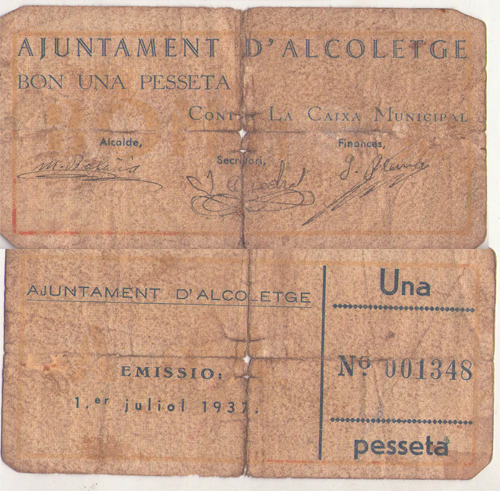 AJUNTAMENT D'ALCOLETGE
BON UNA PESSETA
Contra La Caixa Municipal
Alcalde,
Secretari,
Finances,
AJUNTAMENT D'ALCOLETGE
EMISSIO:
1.er juliol 1937.
Una
Nº 001348
pesseta